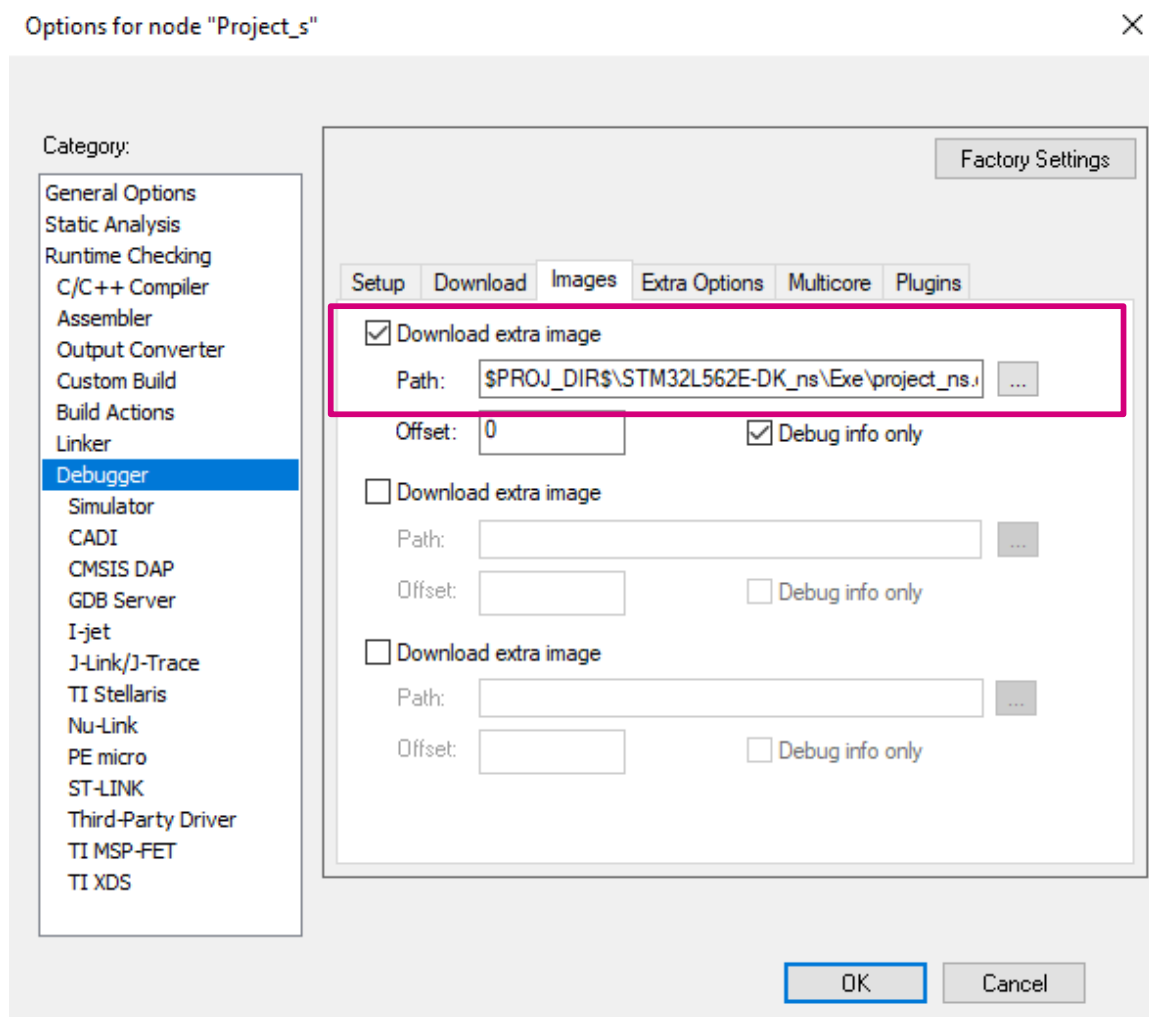 Options for node "Project_s"
Category:
Factory Settings
General Options
Static Analysis
Runtime Checking
C/C++ Compiler
Assembler
Output Converter
Custom Build
Build Actions
Linker
Debugger
Simulator
CADI
CMSIS DAP
GDB Server
I-jet
J-Link/J-Trace
TI Stellaris
Nu-Link
PE micro
ST-LINK
Third-Party Driver
TI MSP-FET
TI XDS
Setup Download Images Extra Options Multicore Plugins
Download extra image
Path: $PROJ_DIR$\STM32L562E-DK_ns\Exe\project_ns. ...
Offset: 0 Debug info only
Download extra image
Path: ...
Offset: Debug info only
Download extra image
Path: ...
Offset: Debug info only
OK Cancel